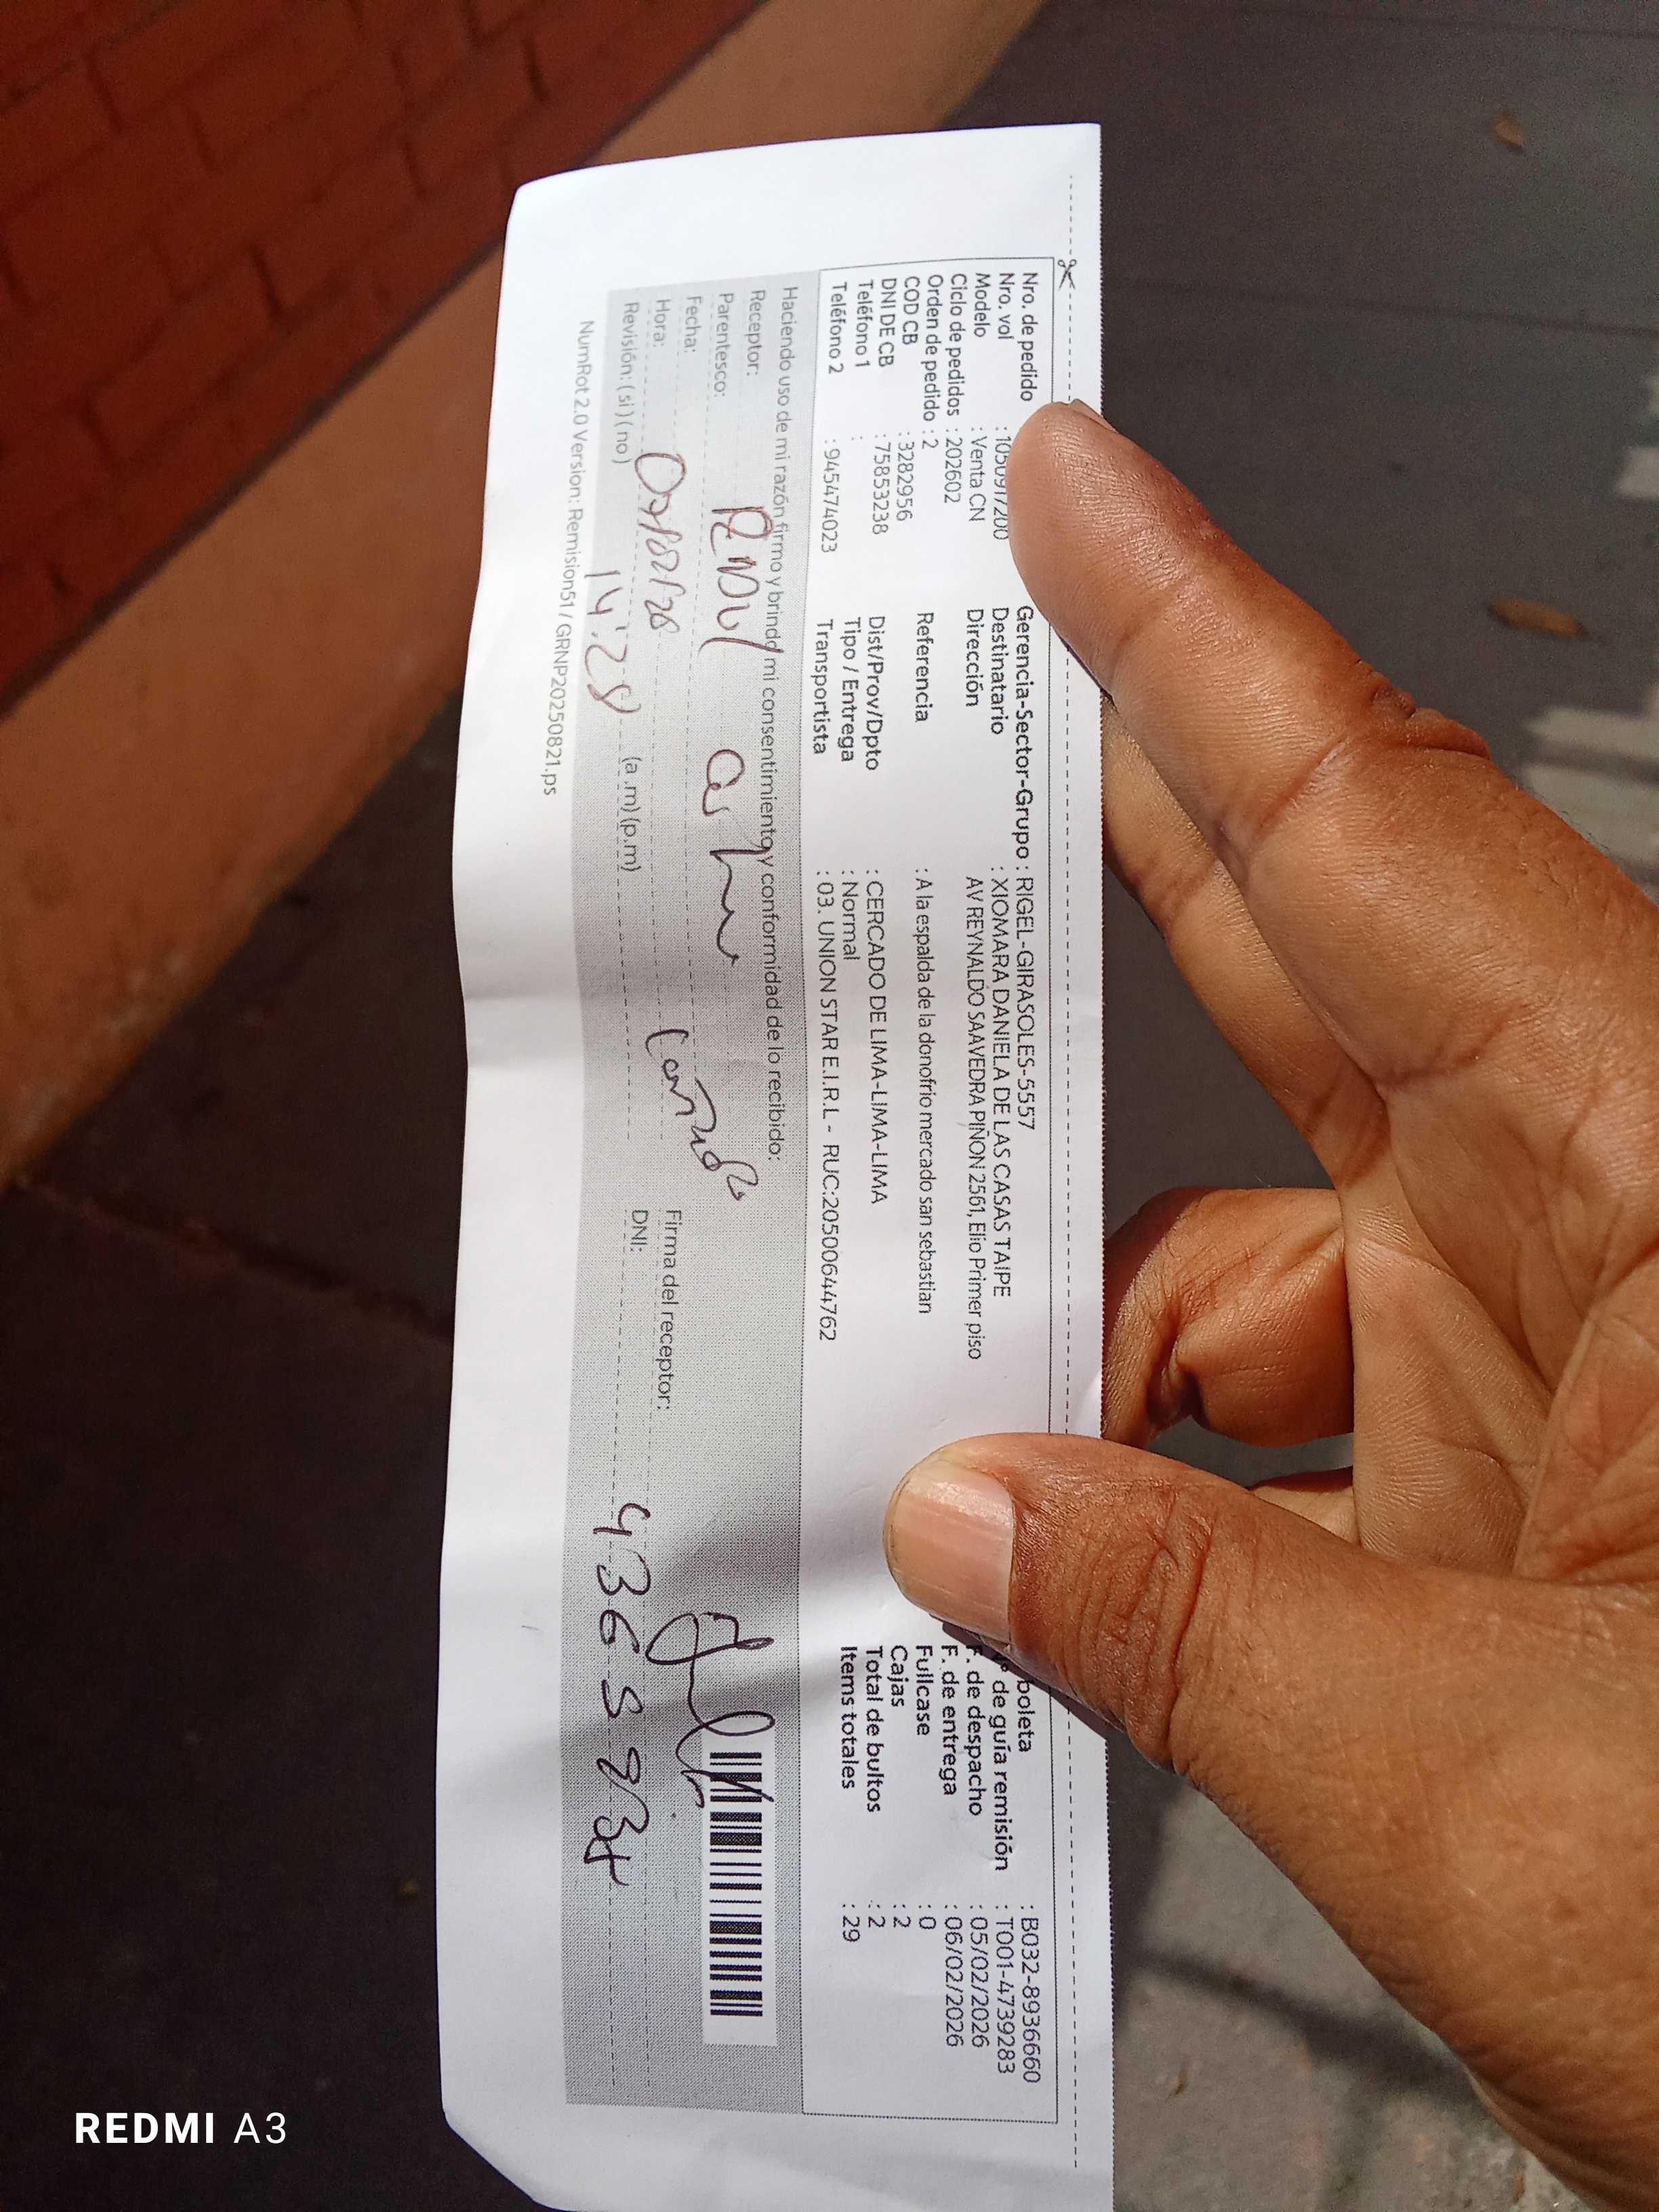 Nro. de pedido
Nro. vol : 1050917200
Modelo : Venta CN
Ciclo de pedidos : 202602
Orden de pedido : 2
COD CB : 3282956
DNI DE CB : 75853238
Teléfono 1 :
Teléfono 2 : 945474023
Gerencia-Sector-Grupo : RIGEL-GIRASOLES-5557
Destinatario : XIOMARA DANIELA DE LAS CASAS TAIPE
Dirección AV REYNALDO SAAVEDRA PIÑON 2561, Elio Primer piso
Referencia : A la espalda de la donofrio mercado san sebastian
Dist/Prov/Dpto : CERCADO DE LIMA-LIMA-LIMA
Tipo / Entrega : Normal
Transportista : 03. UNION STAR E.I.R.L - RUC:20500644762
boleta : B032-8936660
N° de guía remisión : T001-4739283
F. de despacho : 05/02/2026
F. de entrega : 06/02/2026
Fullcase : 0
Cajas : 2
Total de bultos : 2
Items totales : 29
Haciendo uso de mi razón firmo y brindo mi consentimiento y conformidad de lo recibido:
Receptor:
Parentesco:
Fecha:
Hora: 14:28 (a.m) (p.m)
Revisión: ( si ) ( no )
Firma del receptor:
DNI:
NumRot 2.0 Version: Remision51 / GRNP20250821.ps
REDMI A3